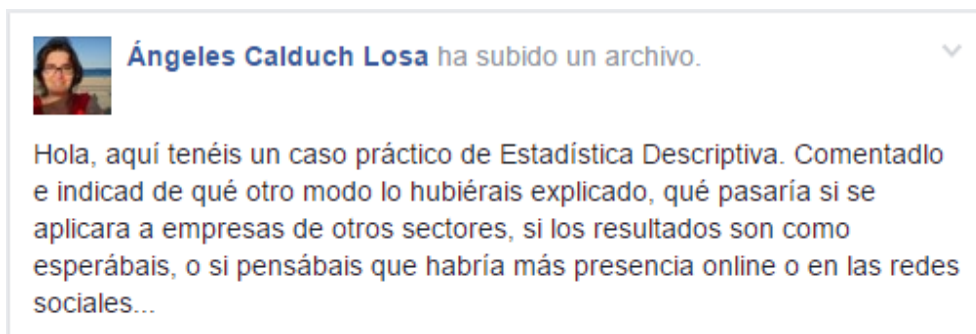 Ángeles Calduch Losa ha subido un archivo.
Hola, aquí tenéis un caso práctico de Estadística Descriptiva. Comentadlo
e indicad de qué otro modo lo hubiérais explicado, qué pasaría si se
aplicara a empresas de otros sectores, si los resultados son como
esperábais, o si pensábais que habría más presencia online o en las redes
sociales...